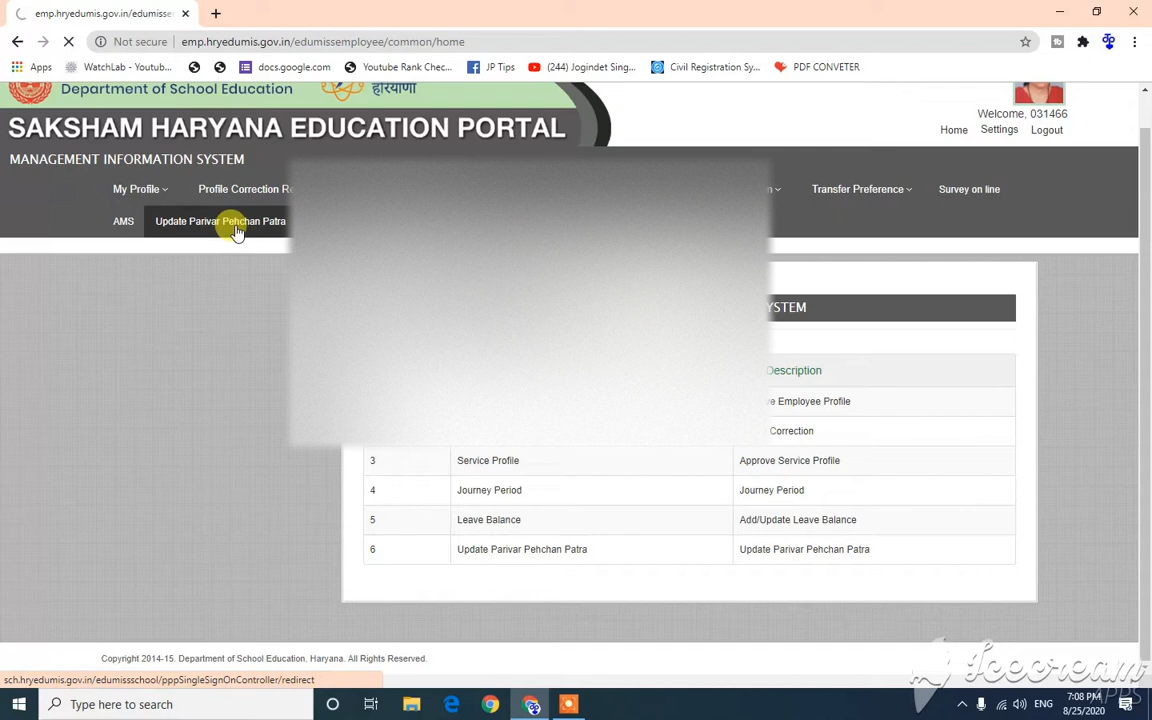 emp.hryedumis.gov.in/edumisse
Not secure emp.hryedumis.gov.in/edumissemployee/common/home
Apps WatchLab - Youtub... docs.google.com Youtube Rank Chec... JP Tips (244) Jogindet Sing... Civil Registration Sy... PDF CONVETER
Department of School Education हरियाणा
SAKSHAM HARYANA EDUCATION PORTAL
MANAGEMENT INFORMATION SYSTEM
Welcome, 031466
Home Settings Logout
My Profile Profile Correction Transfer Preference Survey on line
AMS Update Parivar Pehchan Patra
Description
Employee Profile
Correction
3 Service Profile Approve Service Profile
4 Journey Period Journey Period
5 Leave Balance Add/Update Leave Balance
6 Update Parivar Pehchan Patra Update Parivar Pehchan Patra
Copyright 2014-15. Department of School Education, Haryana. All Rights Reserved.
sch.hryedumis.gov.in/edumissschool/pppSingleSignOnController/redirect
Icecream
APPS
Type here to search
ENG
7:08 PM
8/25/2020